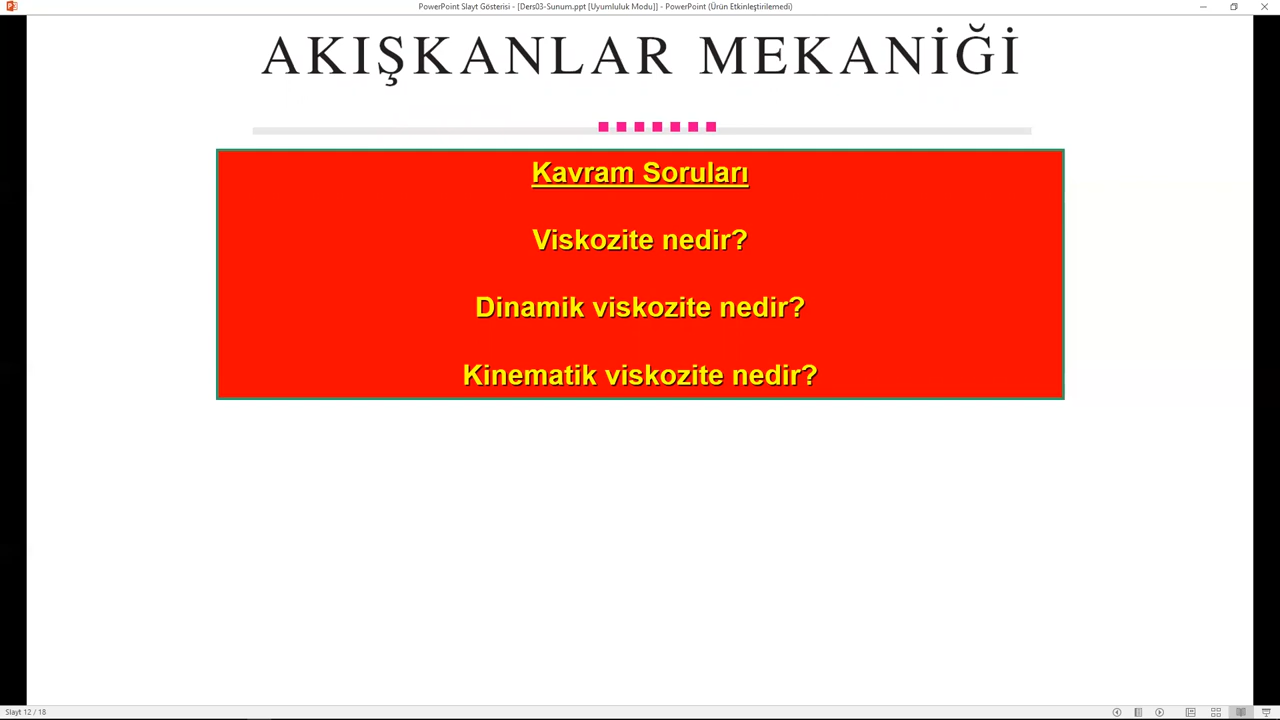 PowerPoint Slayt Gösterisi - [Ders03-Sunum.ppt [Uyumluluk Modu]] - PowerPoint (Ürün Etkinleştirilemedi)
AKIŞKANLAR MEKANİĞİ
Kavram Soruları
Viskozite nedir?
Dinamik viskozite nedir?
Kinematik viskozite nedir?
Slayt 12 / 18